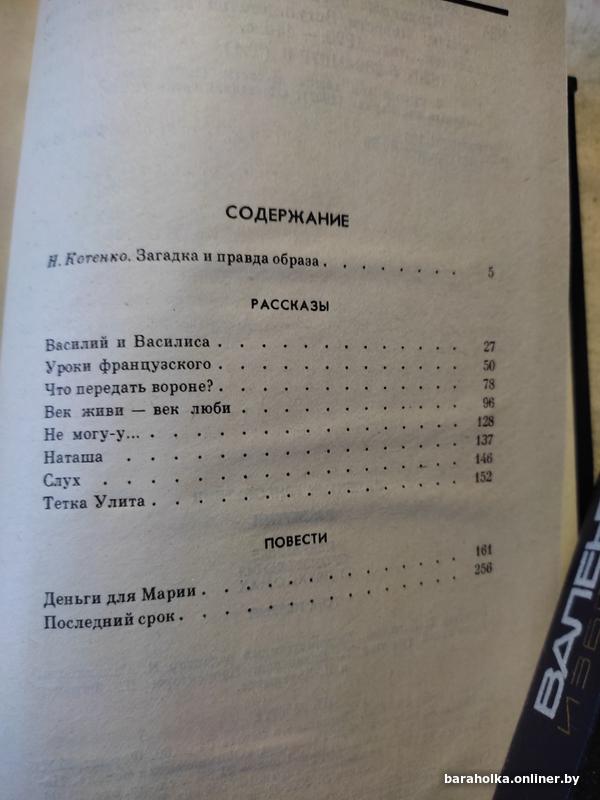 СОДЕРЖАНИЕ
Н. Котенко. Загадка и правда образа . . . . . . . . 5
РАССКАЗЫ
Василий и Василиса . . . . . . . . . . . . . 27
Уроки французского . . . . . . . . . . . . . 50
Что передать вороне? . . . . . . . . . . . . . 78
Век живи — век люби . . . . . . . . . . . . 96
Не могу-у... . . . . . . . . . . . . . . . . 128
Наташа . . . . . . . . . . . . . . . . . 137
Слух . . . . . . . . . . . . . . . . . . 146
Тетка Улита . . . . . . . . . . . . . . . . 152
ПОВЕСТИ
Деньги для Марии . . . . . . . . . . . . . . 161
Последний срок . . . . . . . . . . . . . . . 256
baraholka.onliner.by